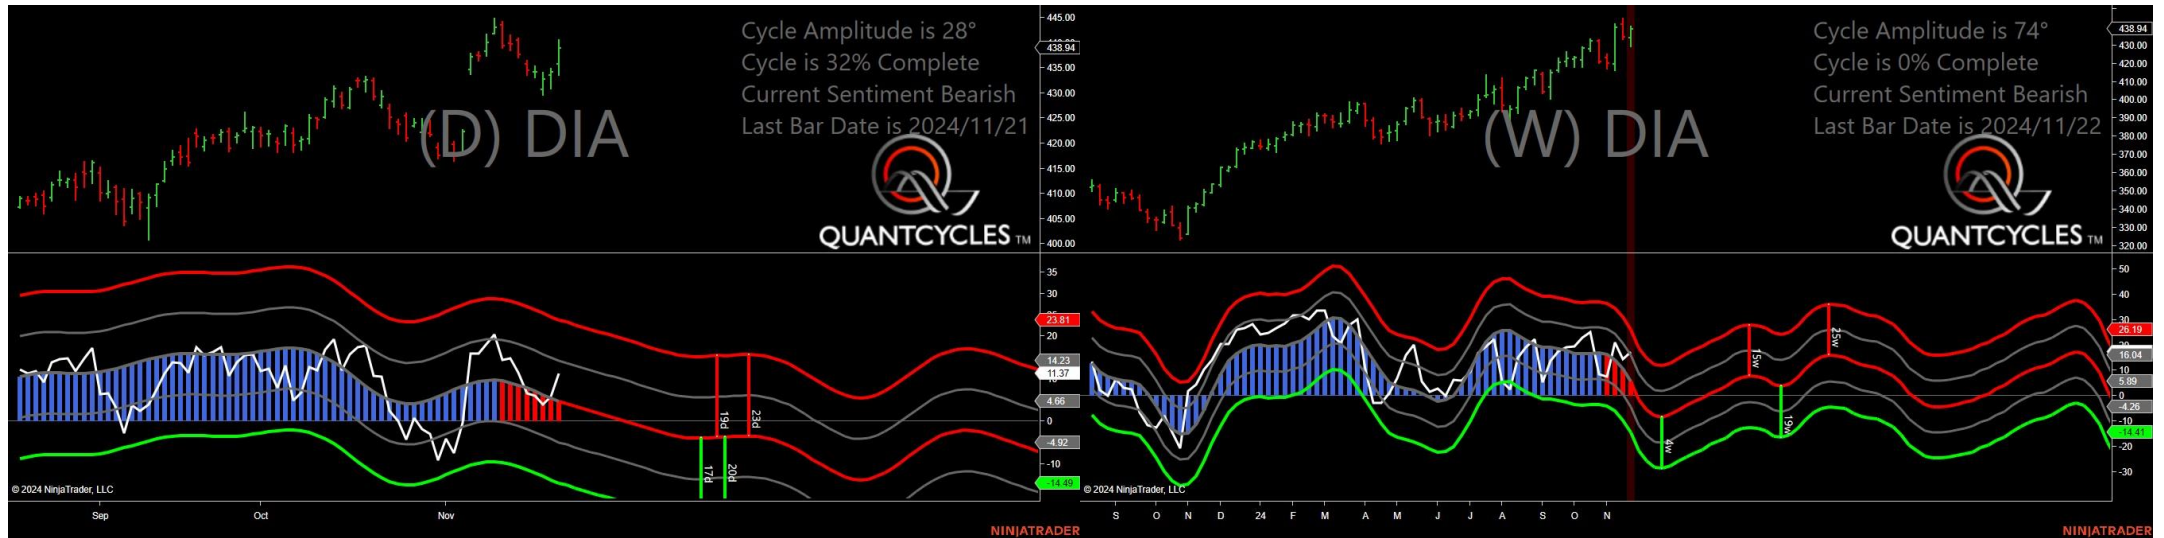 Cycle Amplitude is 28°
Cycle is 32% Complete
Current Sentiment Bearish
Last Bar Date is 2024/11/21
(D) DIA
QUANTCYCLES TM
445.00
438.94
435.00
430.00
425.00
420.00
415.00
410.00
405.00
400.00
35
30
23.81
20
14.23
11.37
4.66
0
-4.92
-10
-14.49
19d
23d
17d
20d
© 2024 NinjaTrader, LLC
Sep Oct Nov
NINJATRADER
Cycle Amplitude is 74°
Cycle is 0% Complete
Current Sentiment Bearish
Last Bar Date is 2024/11/22
(W) DIA
QUANTCYCLES TM
438.94
430.00
420.00
410.00
400.00
390.00
380.00
370.00
360.00
350.00
340.00
330.00
320.00
50
40
30
26.19
16.04
10
5.89
0
-4.26
-10
-14.41
-20
-30
15w
25w
4w
19w
© 2024 NinjaTrader, LLC
S O N D 24 F M A M J J A S O N
NINJATRADER